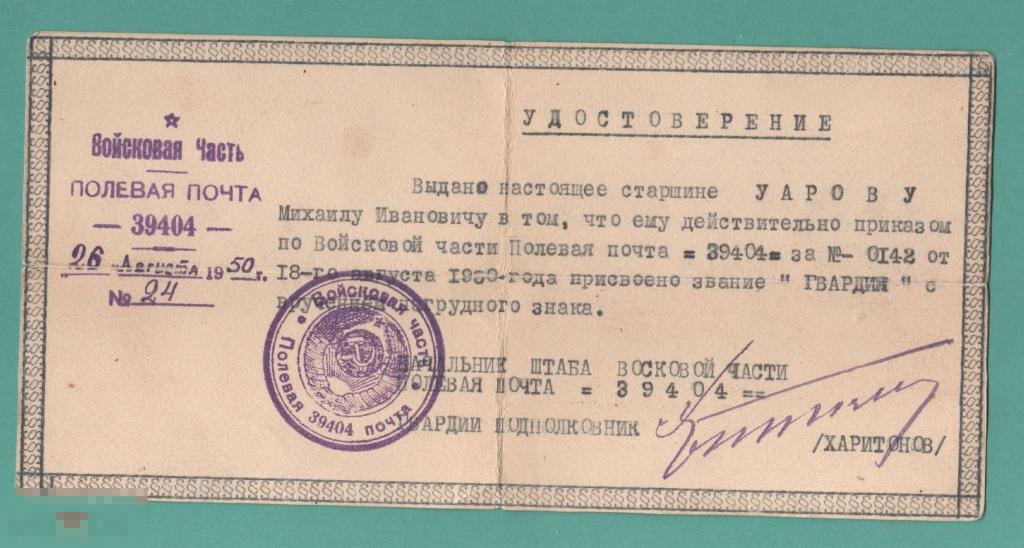 Войсковая Часть
ПОЛЕВАЯ ПОЧТА
— 39404 —
26 Августа 1950 г.
№ 24
УДОСТОВЕРЕНИЕ
Выдано настоящее старшине УАРОВУ
Михаилу Ивановичу в том, что ему действительно приказом
по Войсковой части Полевая почта = 39404= за №- 0142 от
18-го августа 1950-года присвоено звание " ГВАРДИЯ " с
вручением нагрудного знака.
НАЧАЛЬНИК ШТАБА ВОСКОВОЙ ЧАСТИ
ПОЛЕВАЯ ПОЧТА = 39404 ==
ГВАРДИИ ПОДПОЛКОВНИК
/ХАРИТОНОВ/
Войсковая часть
Полевая 39404 почта